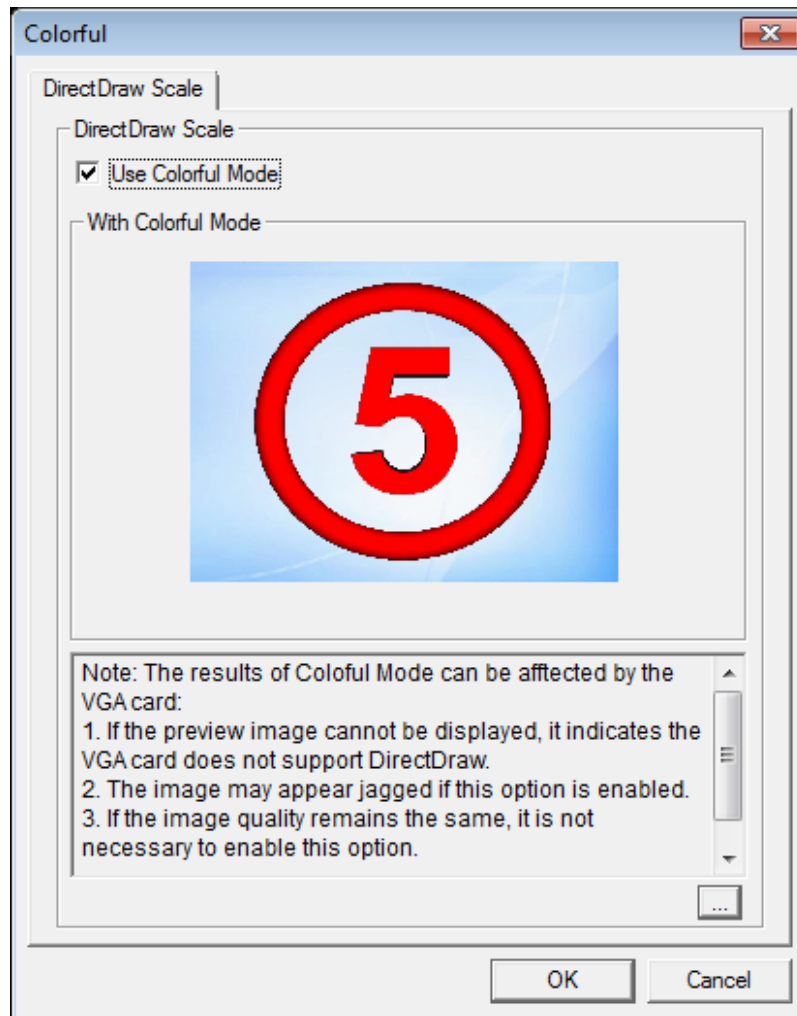 Colorful
DirectDraw Scale
DirectDraw Scale
Use Colorful Mode
With Colorful Mode
5
Note: The results of Coloful Mode can be afftected by the
VGA card:
1. If the preview image cannot be displayed, it indicates the
VGA card does not support DirectDraw.
2. The image may appear jagged if this option is enabled.
3. If the image quality remains the same, it is not
necessary to enable this option.
...
OK Cancel